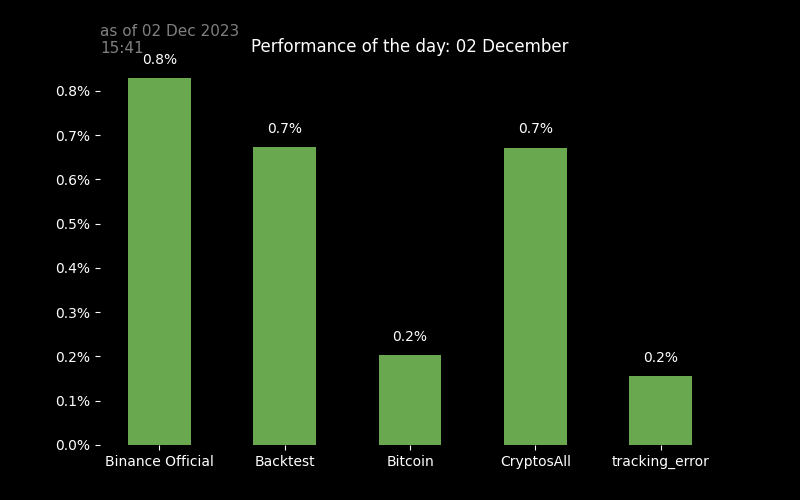 as of 02 Dec 2023
15:41
Performance of the day: 02 December
0.8%
0.7%
0.2%
0.7%
0.2%
0.8%
0.7%
0.6%
0.5%
0.4%
0.3%
0.2%
0.1%
0.0%
Binance Official
Backtest
Bitcoin
CryptosAll
tracking_error